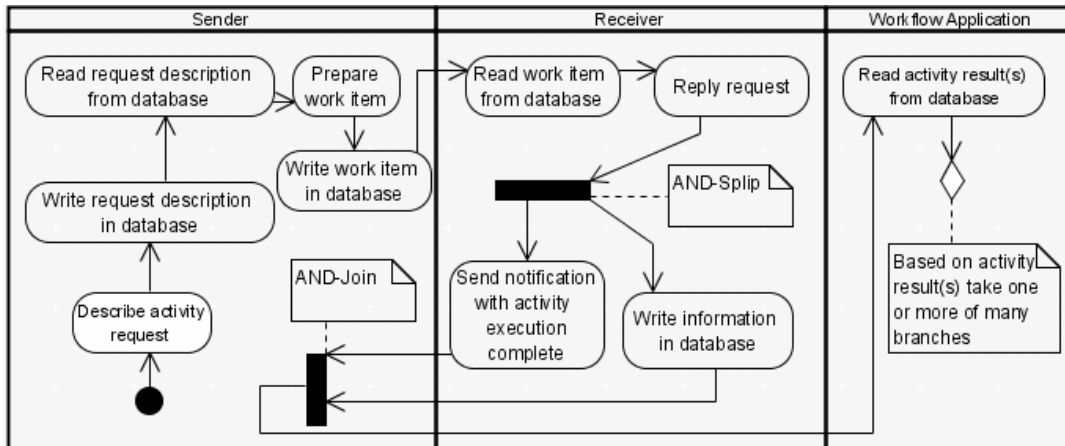 Sender
Receiver
Workflow Application
Read request description
from database
Prepare
work item
Write work item
in database
Write request description
in database
Describe activity
request
AND-Join
Read work item
from database
Reply request
AND-Splip
Send notification
with activity
execution
complete
Write information
in database
Read activity result(s)
from database
Based on activity
result(s) take one
or more of many
branches